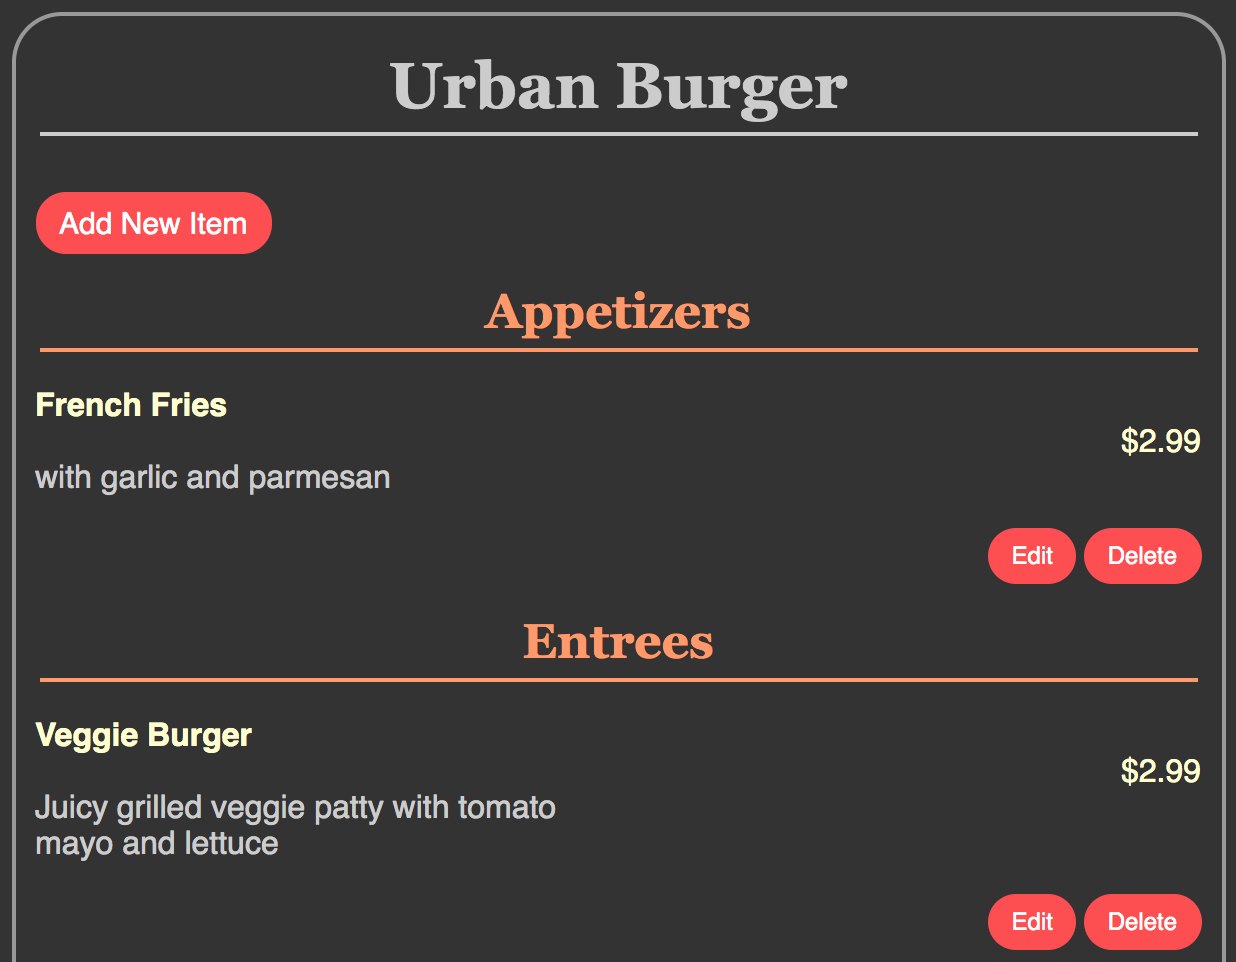 Urban Burger
Add New Item
Appetizers
French Fries
$2.99
with garlic and parmesan
Edit Delete
Entrees
Veggie Burger
$2.99
Juicy grilled veggie patty with tomato
mayo and lettuce
Edit Delete